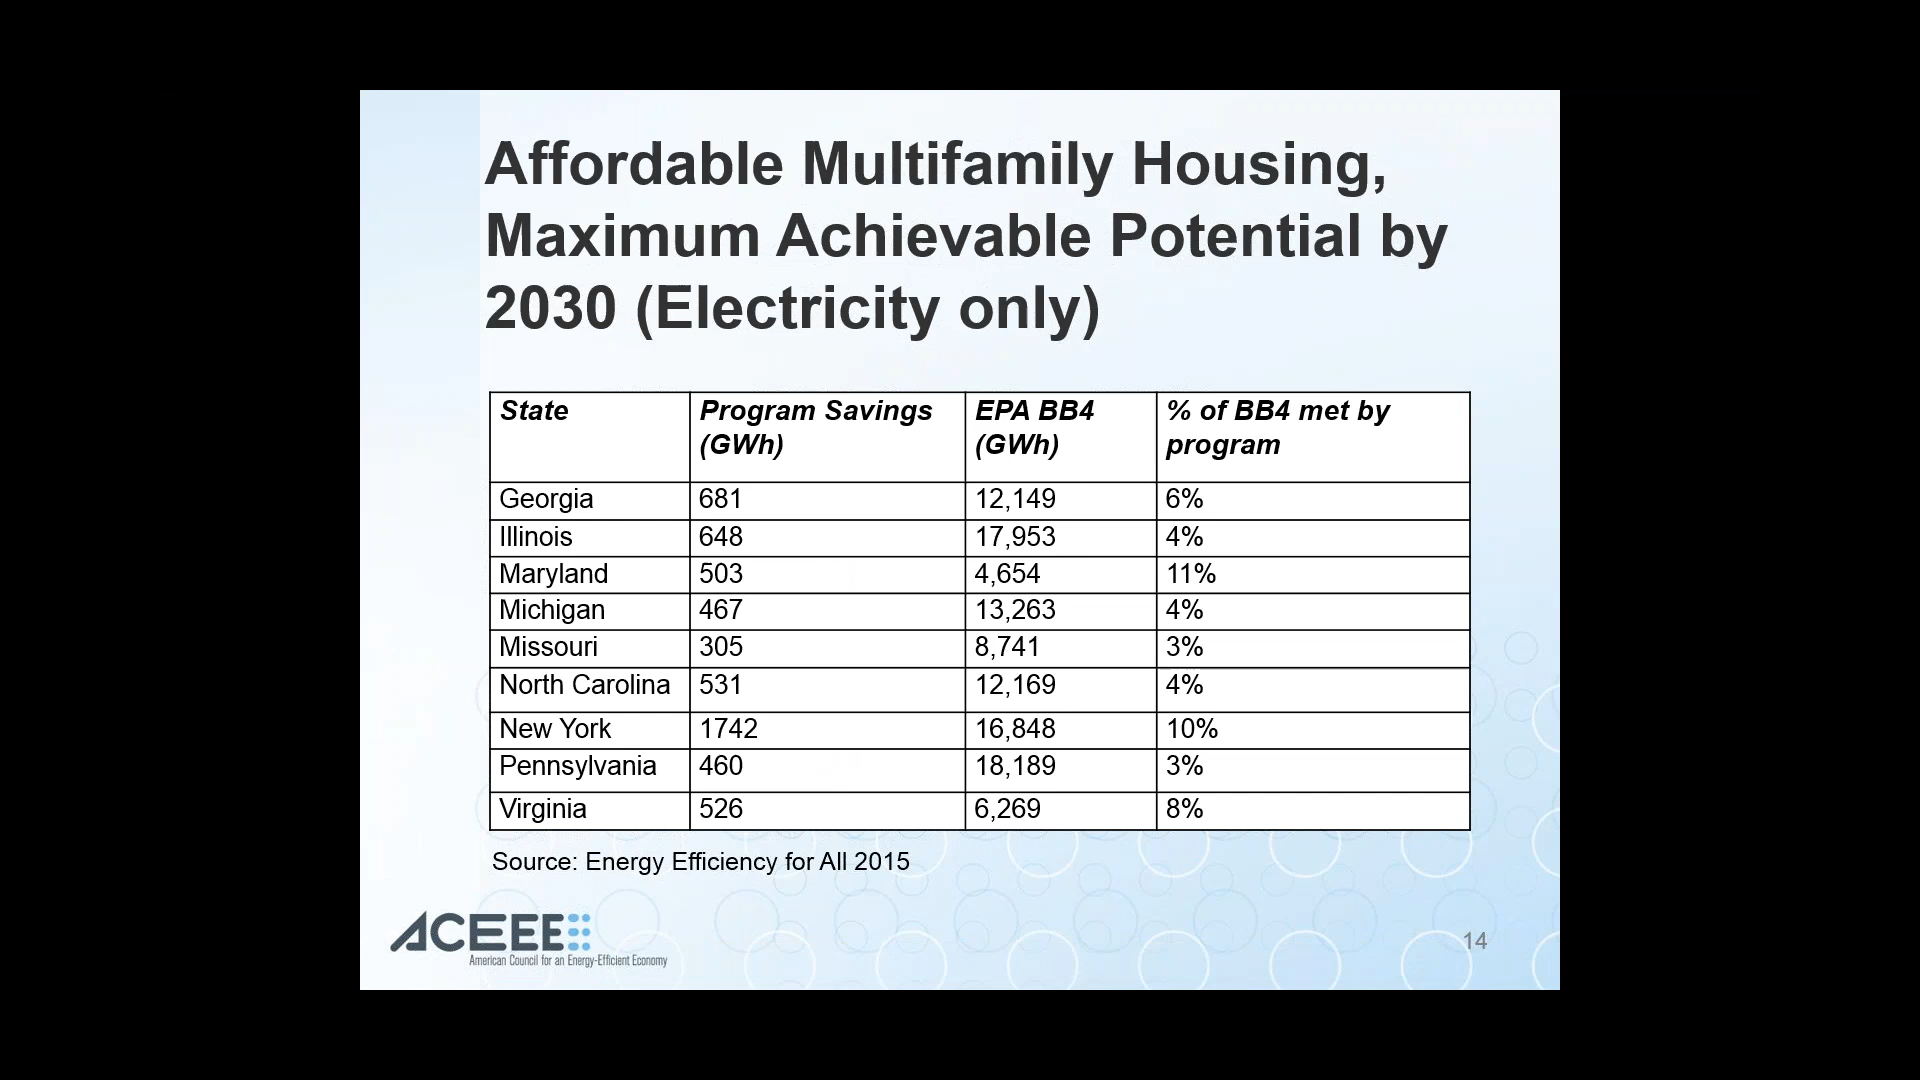 Affordable Multifamily Housing,
Maximum Achievable Potential by
2030 (Electricity only)
State Program Savings (GWh) EPA BB4 (GWh) % of BB4 met by program
Georgia 681 12,149 6%
Illinois 648 17,953 4%
Maryland 503 4,654 11%
Michigan 467 13,263 4%
Missouri 305 8,741 3%
North Carolina 531 12,169 4%
New York 1742 16,848 10%
Pennsylvania 460 18,189 3%
Virginia 526 6,269 8%
Source: Energy Efficiency for All 2015
ACEEE
American Council for an Energy-Efficient Economy
14